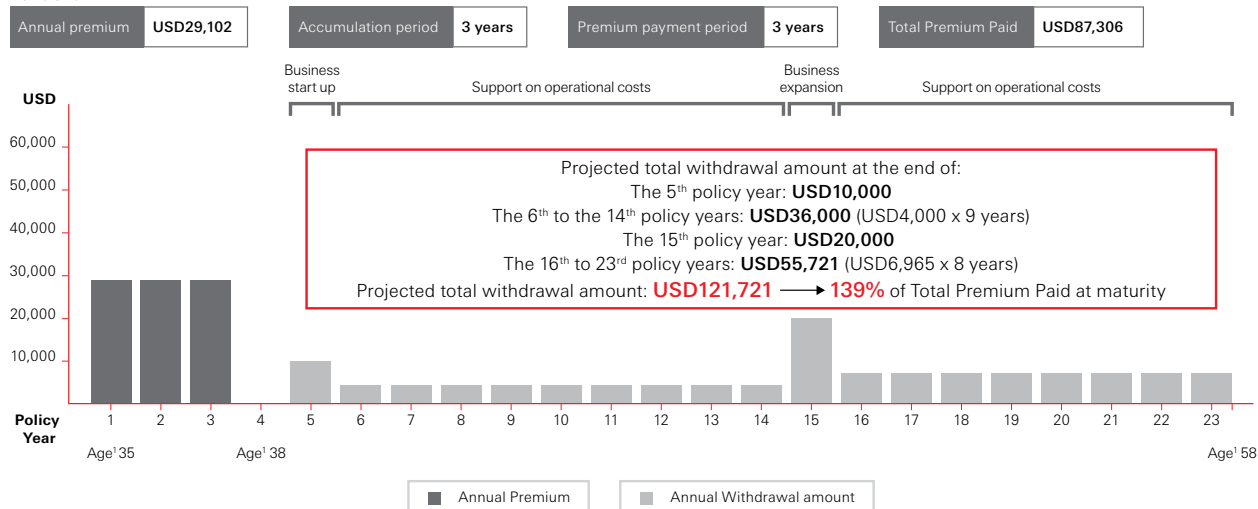 Annual premium USD29,102 Accumulation period 3 years Premium payment period 3 years Total Premium Paid USD87,306
Business
start up
Support on operational costs
Business
expansion
Support on operational costs
USD
60,000
50,000
40,000
30,000
20,000
10,000
Projected total withdrawal amount at the end of:
The 5th policy year: USD10,000
The 6th to the 14th policy years: USD36,000 (USD4,000 x 9 years)
The 15th policy year: USD20,000
The 16th to 23rd policy years: USD55,721 (USD6,965 x 8 years)
Projected total withdrawal amount: USD121,721 → 139% of Total Premium Paid at maturity
Policy
Year
1 2 3 4 5 6 7 8 9 10 11 12 13 14 15 16 17 18 19 20 21 22 23
Age¹ 35 Age¹ 38 Age¹ 58
Annual Premium Annual Withdrawal amount